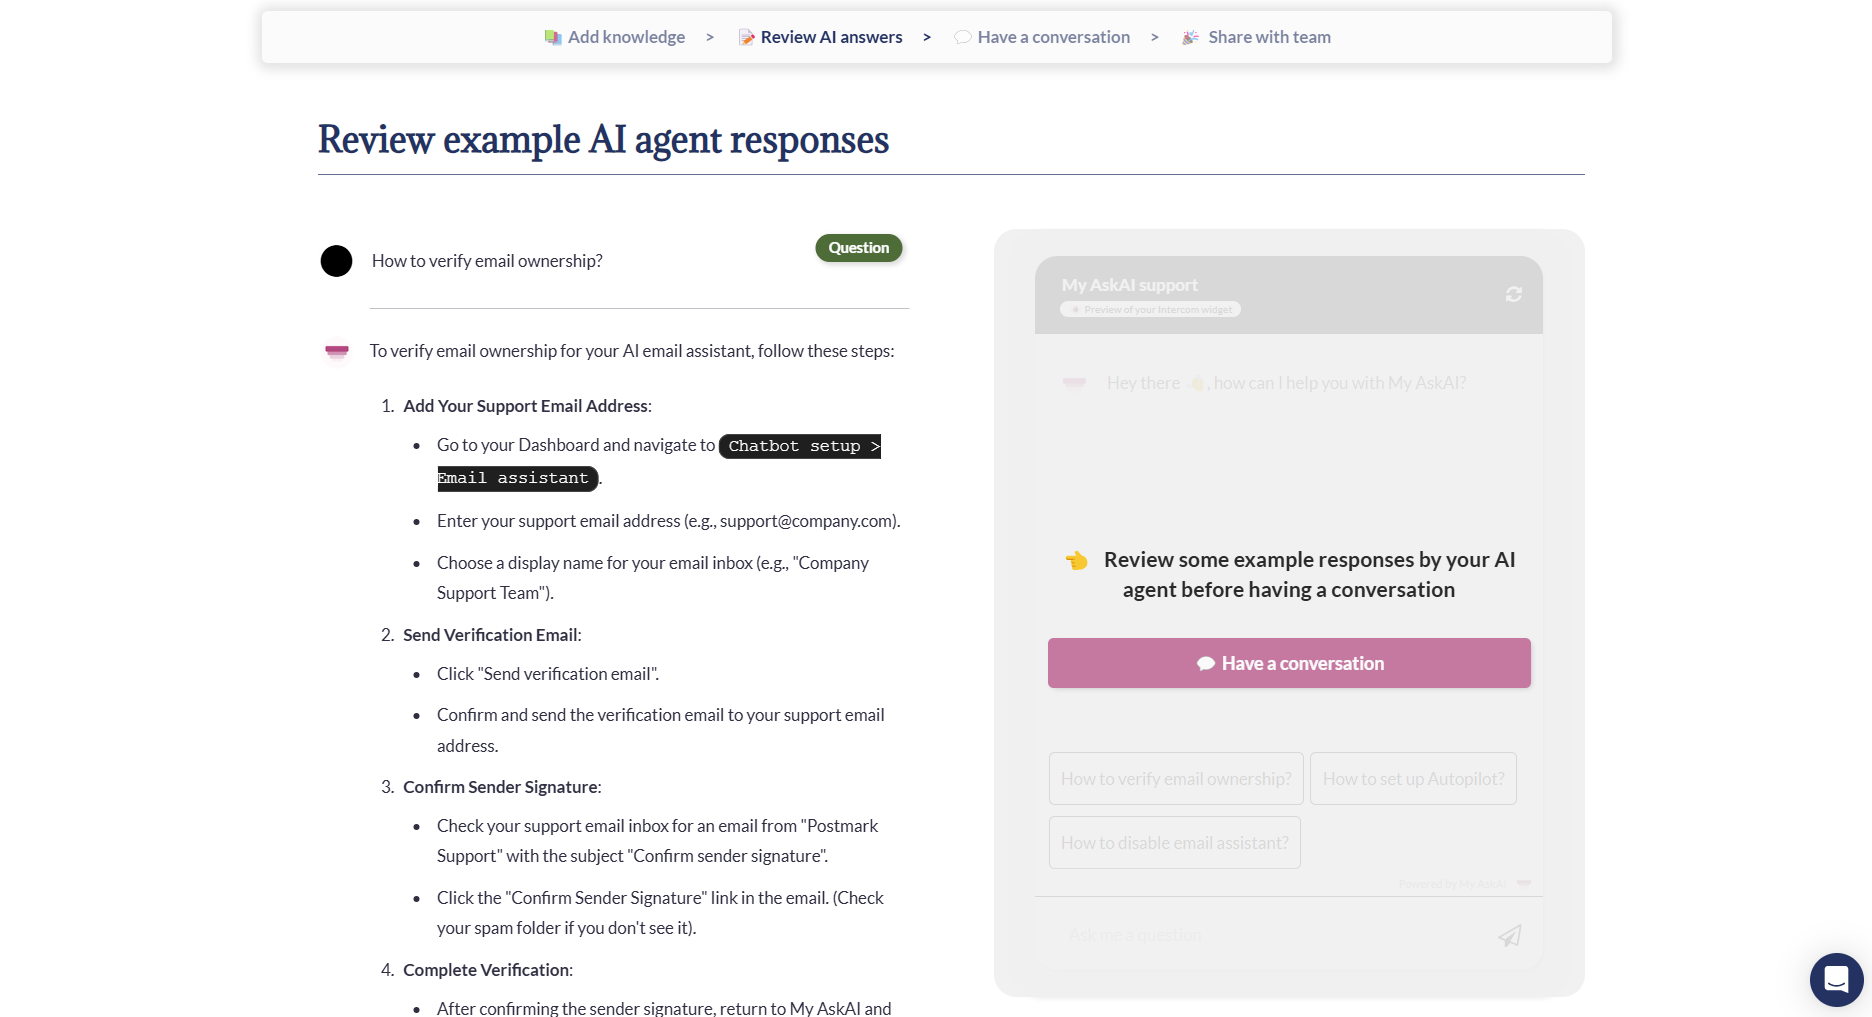 Add knowledge > Review AI answers > Have a conversation > Share with team
Review example AI agent responses
How to verify email ownership?
Question
To verify email ownership for your AI email assistant, follow these steps:
1. Add Your Support Email Address:
• Go to your Dashboard and navigate to Chatbot setup >
Email assistant.
• Enter your support email address (e.g., support@company.com).
• Choose a display name for your email inbox (e.g., "Company
Support Team").
2. Send Verification Email:
• Click "Send verification email".
• Confirm and send the verification email to your support email
address.
3. Confirm Sender Signature:
• Check your support email inbox for an email from "Postmark
Support" with the subject "Confirm sender signature".
• Click the "Confirm Sender Signature" link in the email. (Check
your spam folder if you don't see it).
4. Complete Verification:
• After confirming the sender signature, return to My AskAI and
My AskAI support
Preview of your Intercom widget
Hey there 👋, how can I help you with My AskAI?
👈 Review some example responses by your AI
agent before having a conversation
Have a conversation
How to verify email ownership?
How to set up Autopilot?
How to disable email assistant?
Powered by My AskAI
Ask me a question